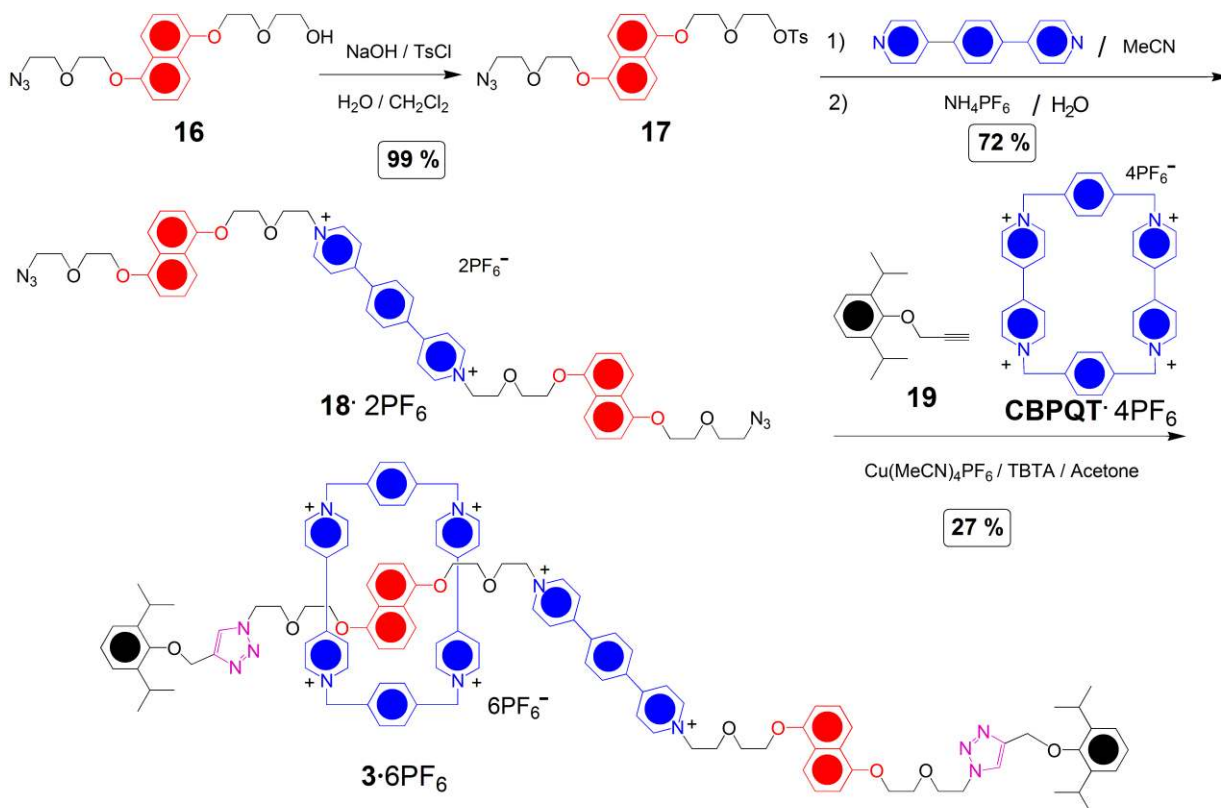 OH
NaOH / TsCl
H2O / CH2Cl2
99 %
N3
O
O
O
O
16
OTs
N3
O
O
O
O
17
1)
N
N
/ MeCN
2)
NH4PF6 / H2O
72 %
N3
O
O
O
O
N
+
2PF6−
N
+
O
O
O
O
N3
18· 2PF6
O
19
4PF6−
+
N
+
N
N
+
N
+
CBPQT· 4PF6
Cu(MeCN)4PF6 / TBTA / Acetone
27 %
+
N
+
N
O
O
N
+
O
N
N
N
O
O
N
+
N
+
6PF6−
N
+
O
O
O
O
N
N
N
O
3·6PF6